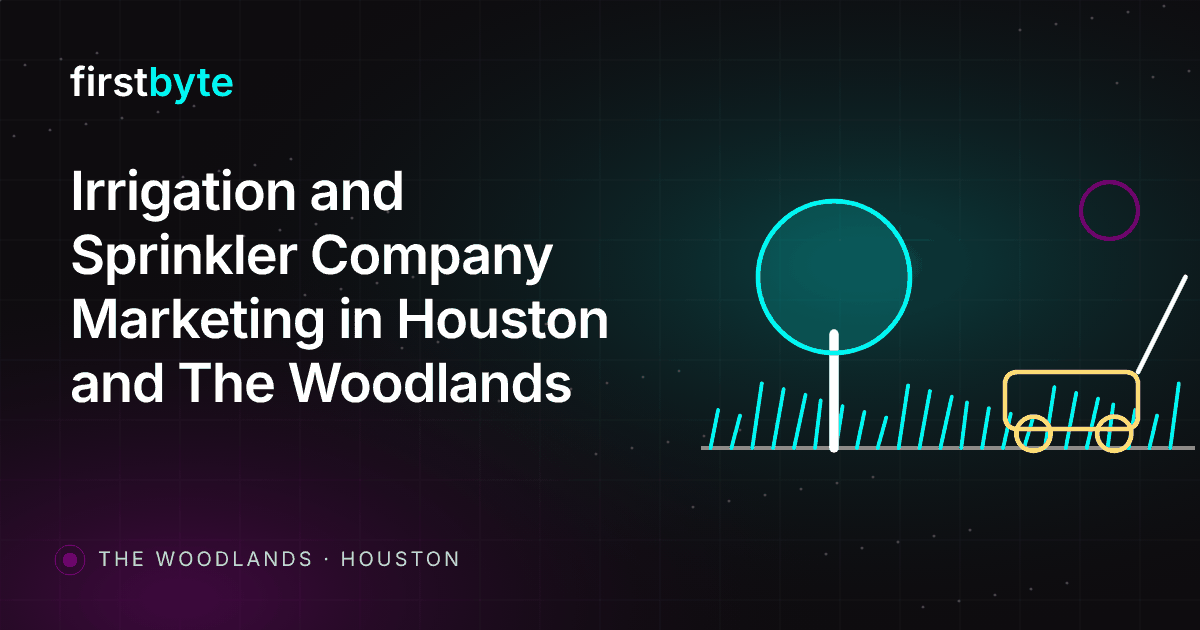 firstbyte
Irrigation and
Sprinkler Company
Marketing in Houston
and The Woodlands
THE WOODLANDS · HOUSTON